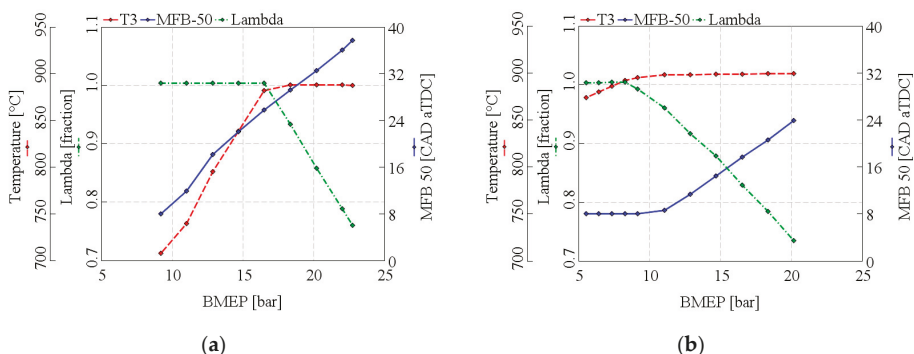 T3 MFB-50 Lambda
Temperature [°C]
950
900
850
800
750
700
Lambda [fraction]
1.1
1.0
0.9
0.8
0.7
40
32
24
16
8
0
MFB 50 [CAD aTDC]
5 10 15 20 25
BMEP [bar]
(a)
T3 MFB-50 Lambda
Temperature [°C]
950
900
850
800
750
700
Lambda [fraction]
1.1
1.0
0.9
0.8
0.7
40
32
24
16
8
0
MFB 50 [CAD aTDC]
5 10 15 20 25
BMEP [bar]
(b)